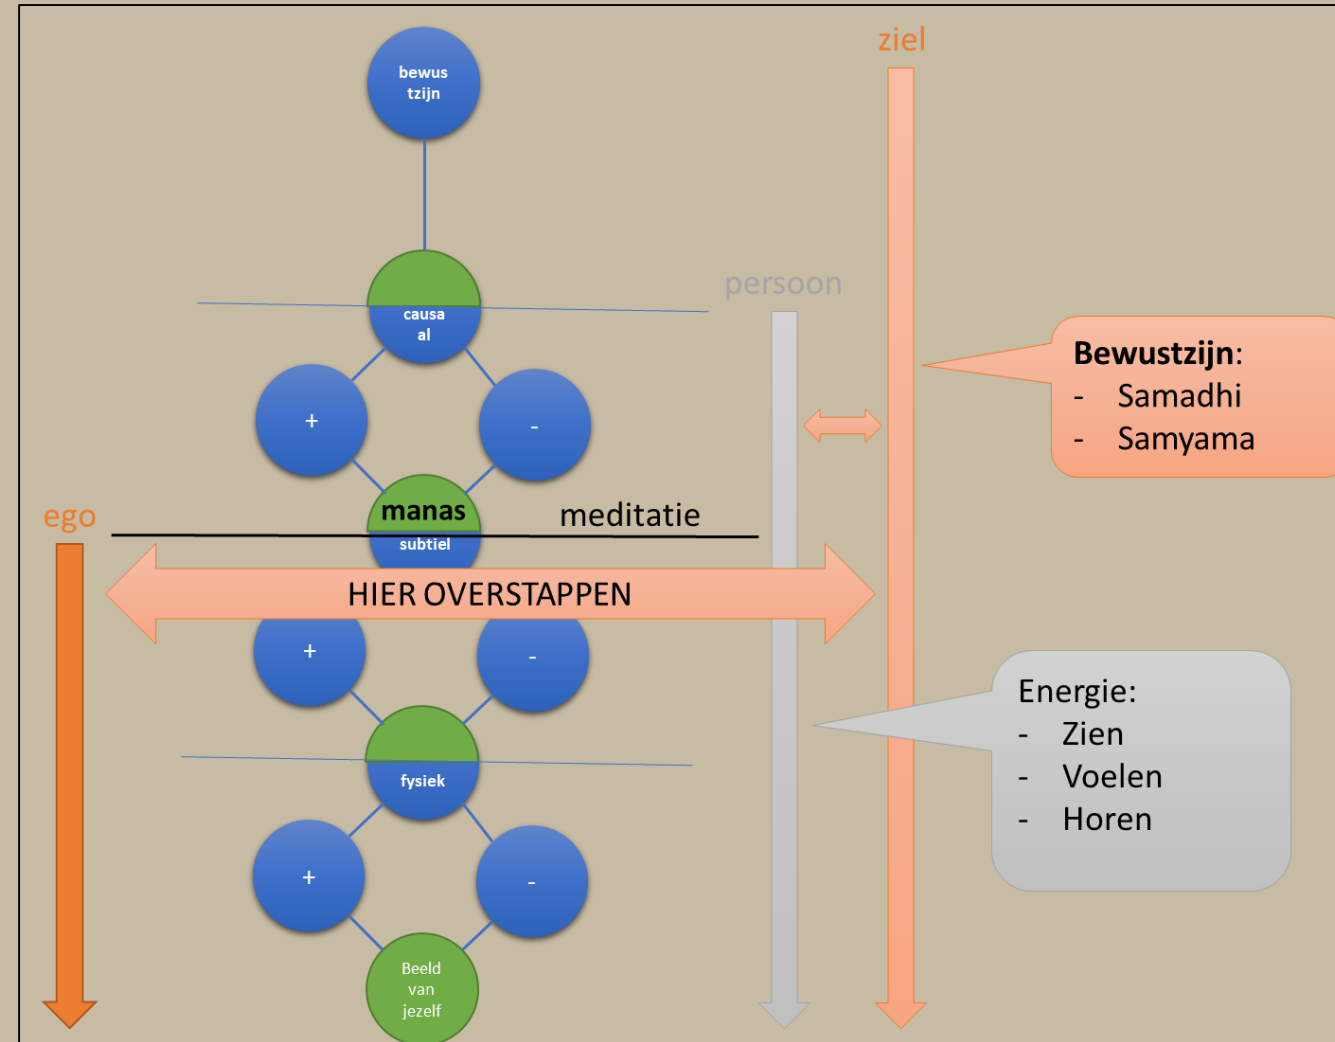 ziel
bewus
tzijn
persoon
causa
al
Bewustzijn:
- Samadhi
- Samyama
+
-
ego
manas
meditatie
subtiel
HIER OVERSTAPPEN
+
-
Energie:
- Zien
- Voelen
- Horen
fysiek
+
-
Beeld
van
jezelf